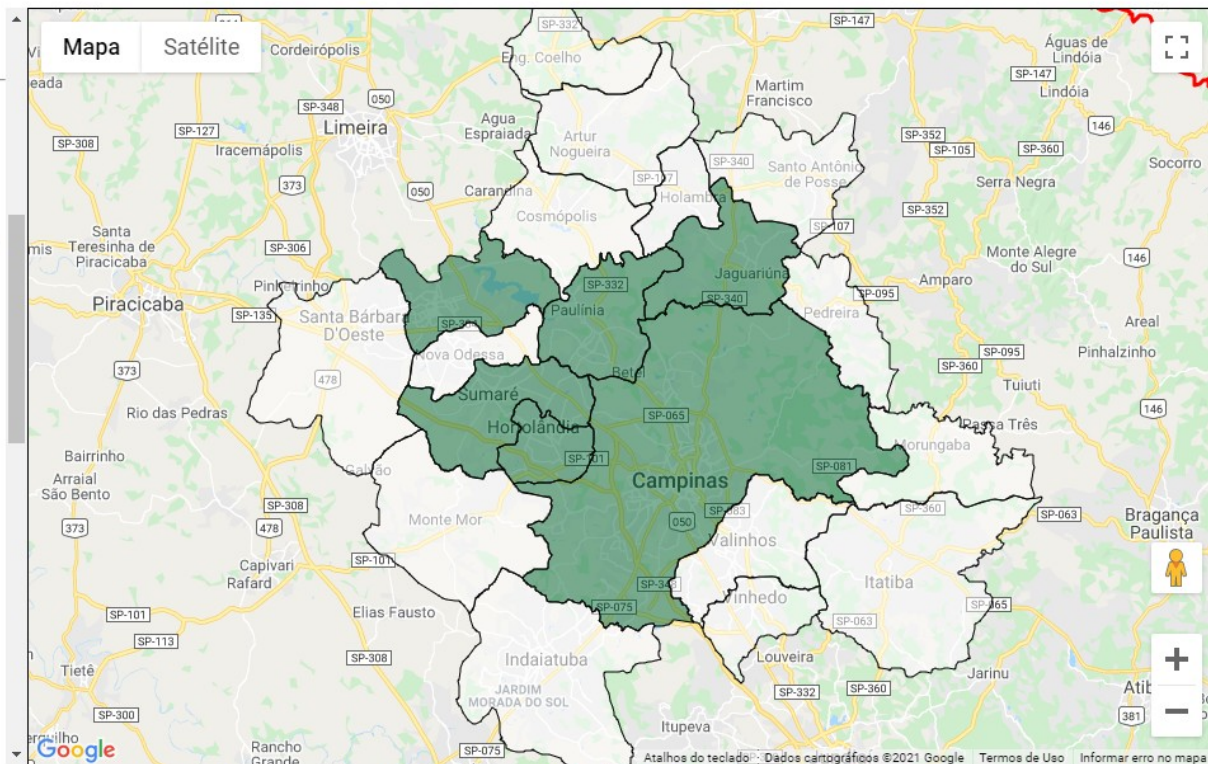 Mapa
Satélite
SP-332
SP-147
Cordeirópolis
Eng. Coelho
Águas de
Lindóia
SP-147
Lindóia
Martim
Francisco
050
SP-348
Limeira
Agua
Espraiada
SP-127
SP-308
Iracemápolis
Artur
Nogueira
146
SP-352
SP-105
SP-360
Socorro
SP-340
Santo Antônio
de Posse
373
050
Carandina
Holambra
Serra Negra
SP-352
Cosmópolis
SP-107
Santa
Teresinha de
Piracicaba
SP-306
Monte Alegre
do Sul
146
Jaguariúna
Amparo
Piracicaba
SP-332
SP-340
SP-095
SP-135
Santa Bárbara
D'Oeste
Paulínia
Pedreira
Areal
Nova Odessa
SP-095
Pinhalzinho
373
478
Betel
SP-360
Tuiuti
Sumaré
146
Rio das Pedras
SP-065
Hortolândia
Passa Três
Morungaba
Bairrinho
SP-101
SP-081
Galvão
Arraial
São Bento
Campinas
SP-308
SP-360
SP-063
Bragança
Paulista
373
478
Monte Mor
050
Valinhos
Capivari
SP-101
Itatiba
Rafard
Vinhedo
SP-075
SP-101
Elias Fausto
SP-063
SP-113
Indaiatuba
Louveira
SP-308
Tietê
Jarinu
JARDIM
MORADA DO SOL
SP-332
SP-360
SP-300
381
Itupeva
Google
Rancho
Grande
SP-075
Atalhos do teclado
Dados cartográficos ©2021 Google
Termos de Uso
Informar erro no mapa